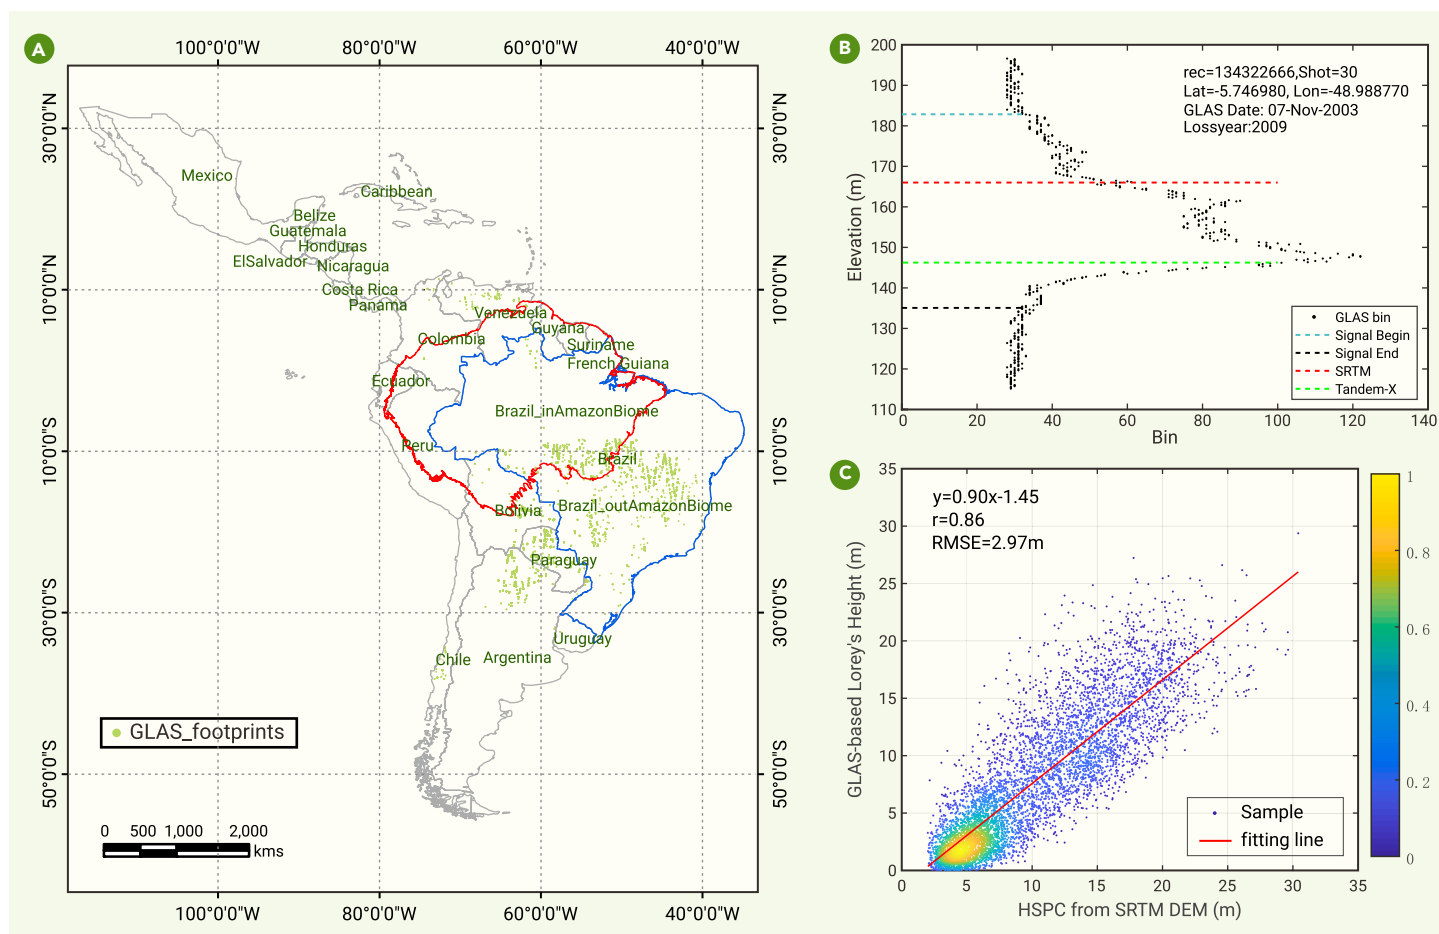 A
100°0'0"W 80°0'0"W 60°0'0"W 40°0'0"W
30°0'0"N
10°0'0"N
10°0'0"S
30°0'0"S
50°0'0"S
30°0'0"N
10°0'0"N
10°0'0"S
30°0'0"S
50°0'0"S
Mexico
Caribbean
Belize
Guatemala
Honduras
ElSalvador
Nicaragua
Costa Rica
Panama
Venezuela
Guyana
Colombia
Suriname
French Guiana
Ecuador
Brazil_inAmazonBiome
Peru
Brazil
Bolivia
Brazil_outAmazonBiome
Paraguay
Uruguay
Chile
Argentina
GLAS_footprints
0 500 1,000 2,000
kms
100°0'0"W 80°0'0"W 60°0'0"W 40°0'0"W
B
200
190
180
170
160
150
140
130
120
110
Elevation (m)
rec=134322666,Shot=30
Lat=-5.746980, Lon=-48.988770
GLAS Date: 07-Nov-2003
Lossyear:2009
GLAS bin
Signal Begin
Signal End
SRTM
Tandem-X
0 20 40 60 80 100 120 140
Bin
C
35
30
25
20
15
10
5
0
GLAS-based Lorey's Height (m)
y=0.90x-1.45
r=0.86
RMSE=2.97m
Sample
fitting line
0 5 10 15 20 25 30 35
HSPC from SRTM DEM (m)
1
0.8
0.6
0.4
0.2
0